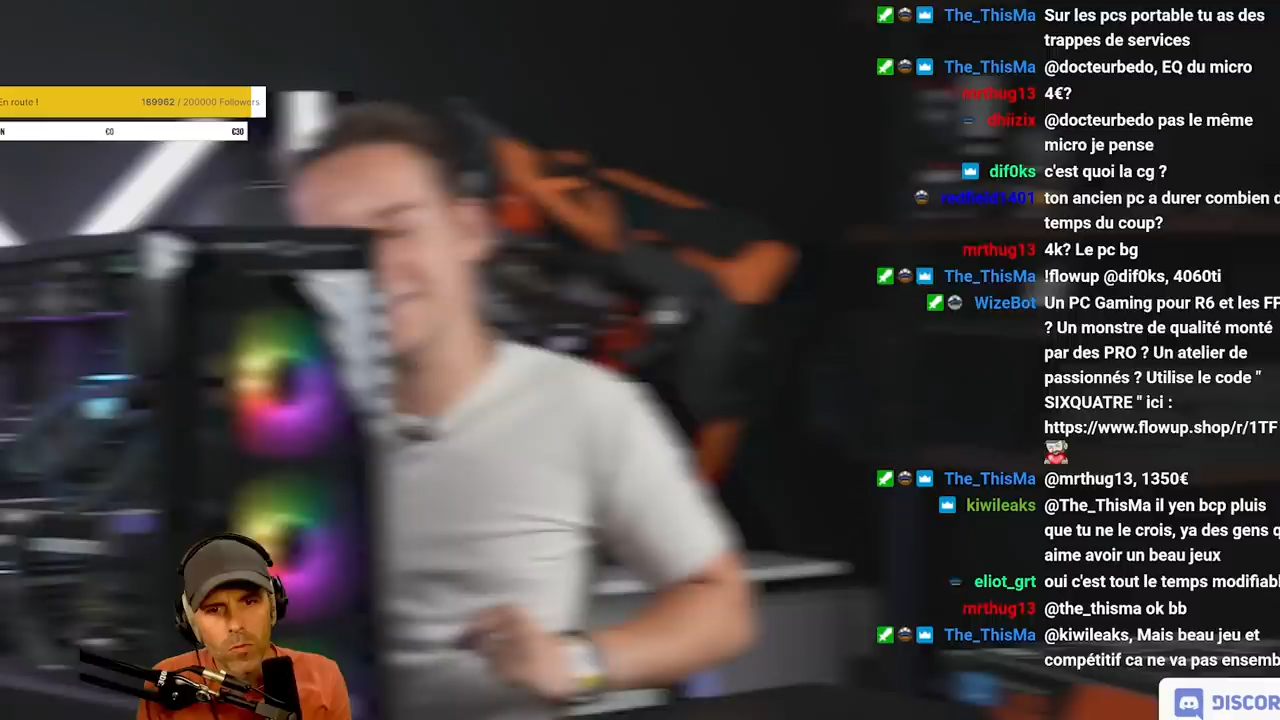 En route !
169962 / 200000 Followers
N €0 €30
The_ThisMa Sur les pcs portable tu as des
trappes de services
The_ThisMa @docteurbedo, EQ du micro
mrthug13 4€?
dhiizix @docteurbedo pas le même
micro je pense
dif0ks c'est quoi la cg ?
redfield1401 ton ancien pc a durer combien d
temps du coup?
mrthug13 4k? Le pc bg
The_ThisMa !flowup @dif0ks, 4060ti
WizeBot Un PC Gaming pour R6 et les FP
? Un monstre de qualité monté
par des PRO ? Un atelier de
passionnés ? Utilise le code "
SIXQUATRE " ici :
https://www.flowup.shop/r/1TF
The_ThisMa @mrthug13, 1350€
kiwileaks @The_ThisMa il yen bcp pluis
que tu ne le crois, ya des gens q
aime avoir un beau jeux
eliot_grt oui c'est tout le temps modifiabl
mrthug13 @the_thisma ok bb
The_ThisMa @kiwileaks, Mais beau jeu et
compétitif ca ne va pas ensemb
DISCOR